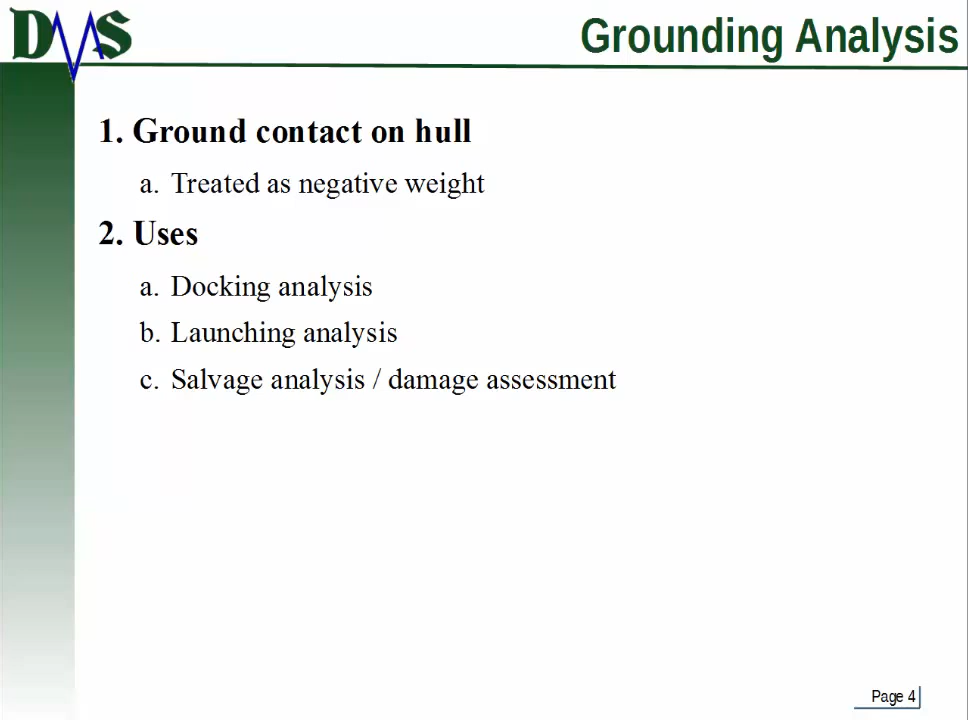 DMS
Grounding Analysis
1. Ground contact on hull
a. Treated as negative weight
2. Uses
a. Docking analysis
b. Launching analysis
c. Salvage analysis / damage assessment
Page 4